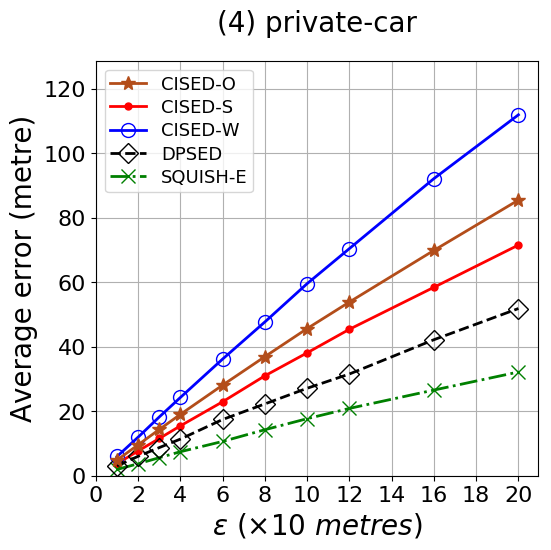 (4) private-car
Average error (metre)
120
100
80
60
40
20
0
CISED-O
CISED-S
CISED-W
DPSED
SQUISH-E
0 2 4 6 8 10 12 14 16 18 20
ε (×10 metres)